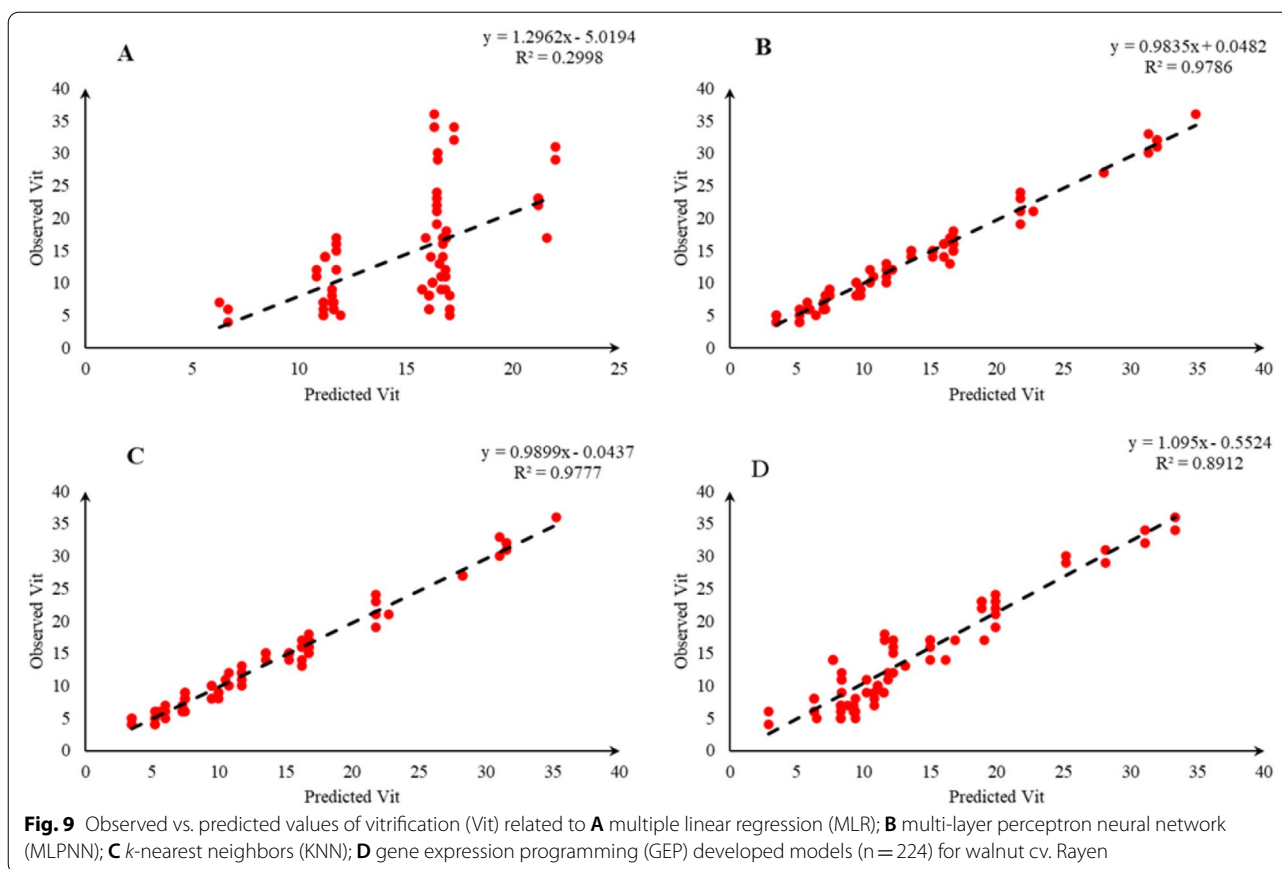 A
y = 1.2962x - 5.0194
R² = 0.2998
40
35
30
25
20
15
10
5
0
Observed Vit
0 5 10 15 20 25
Predicted Vit
B
y = 0.9835x + 0.0482
R² = 0.9786
40
35
30
25
20
15
10
5
0
Observed Vit
0 5 10 15 20 25 30 35 40
Predicted Vit
C
y = 0.9899x - 0.0437
R² = 0.9777
40
35
30
25
20
15
10
5
0
Observed Vit
0 5 10 15 20 25 30 35 40
Predicted Vit
D
y = 1.095x - 0.5524
R² = 0.8912
40
35
30
25
20
15
10
5
0
Observed Vit
0 5 10 15 20 25 30 35 40
Predicted Vit
Fig. 9 Observed vs. predicted values of vitrification (Vit) related to A multiple linear regression (MLR); B multi-layer perceptron neural network
(MLPNN); C k-nearest neighbors (KNN); D gene expression programming (GEP) developed models (n = 224) for walnut cv. Rayen